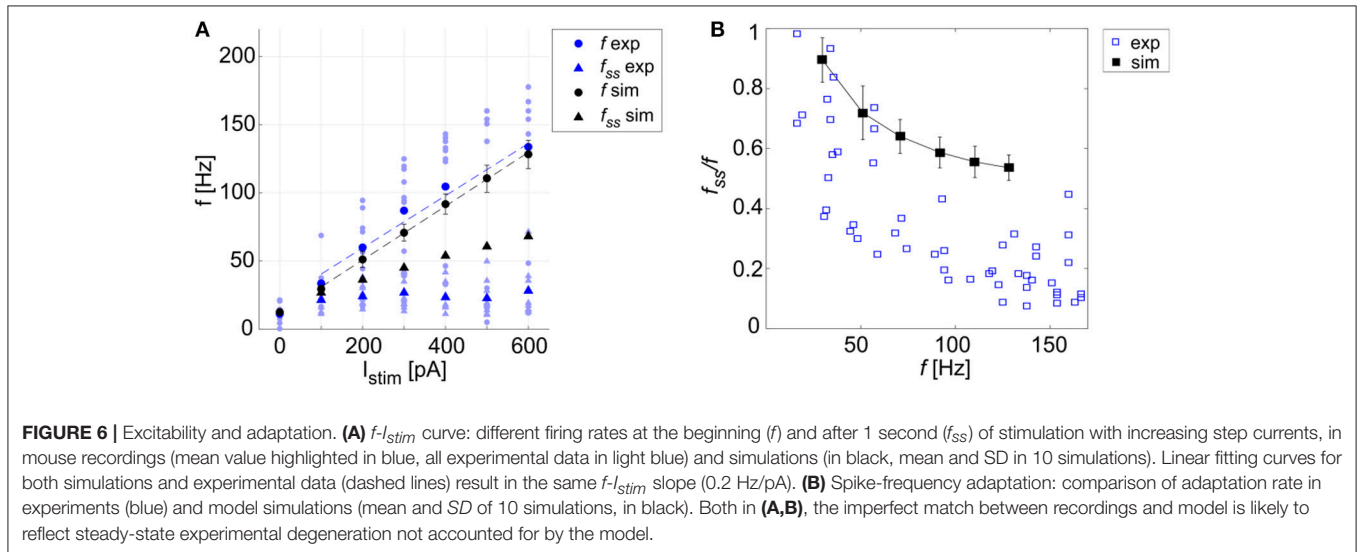 A
200
150
100
50
0
f [Hz]
0
200
400
600
I_stim [pA]
f exp
f_ss exp
f sim
f_ss sim
B
1
0.8
0.6
0.4
0.2
0
f_ss/f
50
100
150
f [Hz]
exp
sim
FIGURE 6 | Excitability and adaptation. (A) f-I_stim curve: different firing rates at the beginning (f) and after 1 second (f_ss) of stimulation with increasing step currents, in
mouse recordings (mean value highlighted in blue, all experimental data in light blue) and simulations (in black, mean and SD in 10 simulations). Linear fitting curves for
both simulations and experimental data (dashed lines) result in the same f-I_stim slope (0.2 Hz/pA). (B) Spike-frequency adaptation: comparison of adaptation rate in
experiments (blue) and model simulations (mean and SD of 10 simulations, in black). Both in (A,B), the imperfect match between recordings and model is likely to
reflect steady-state experimental degeneration not accounted for by the model.